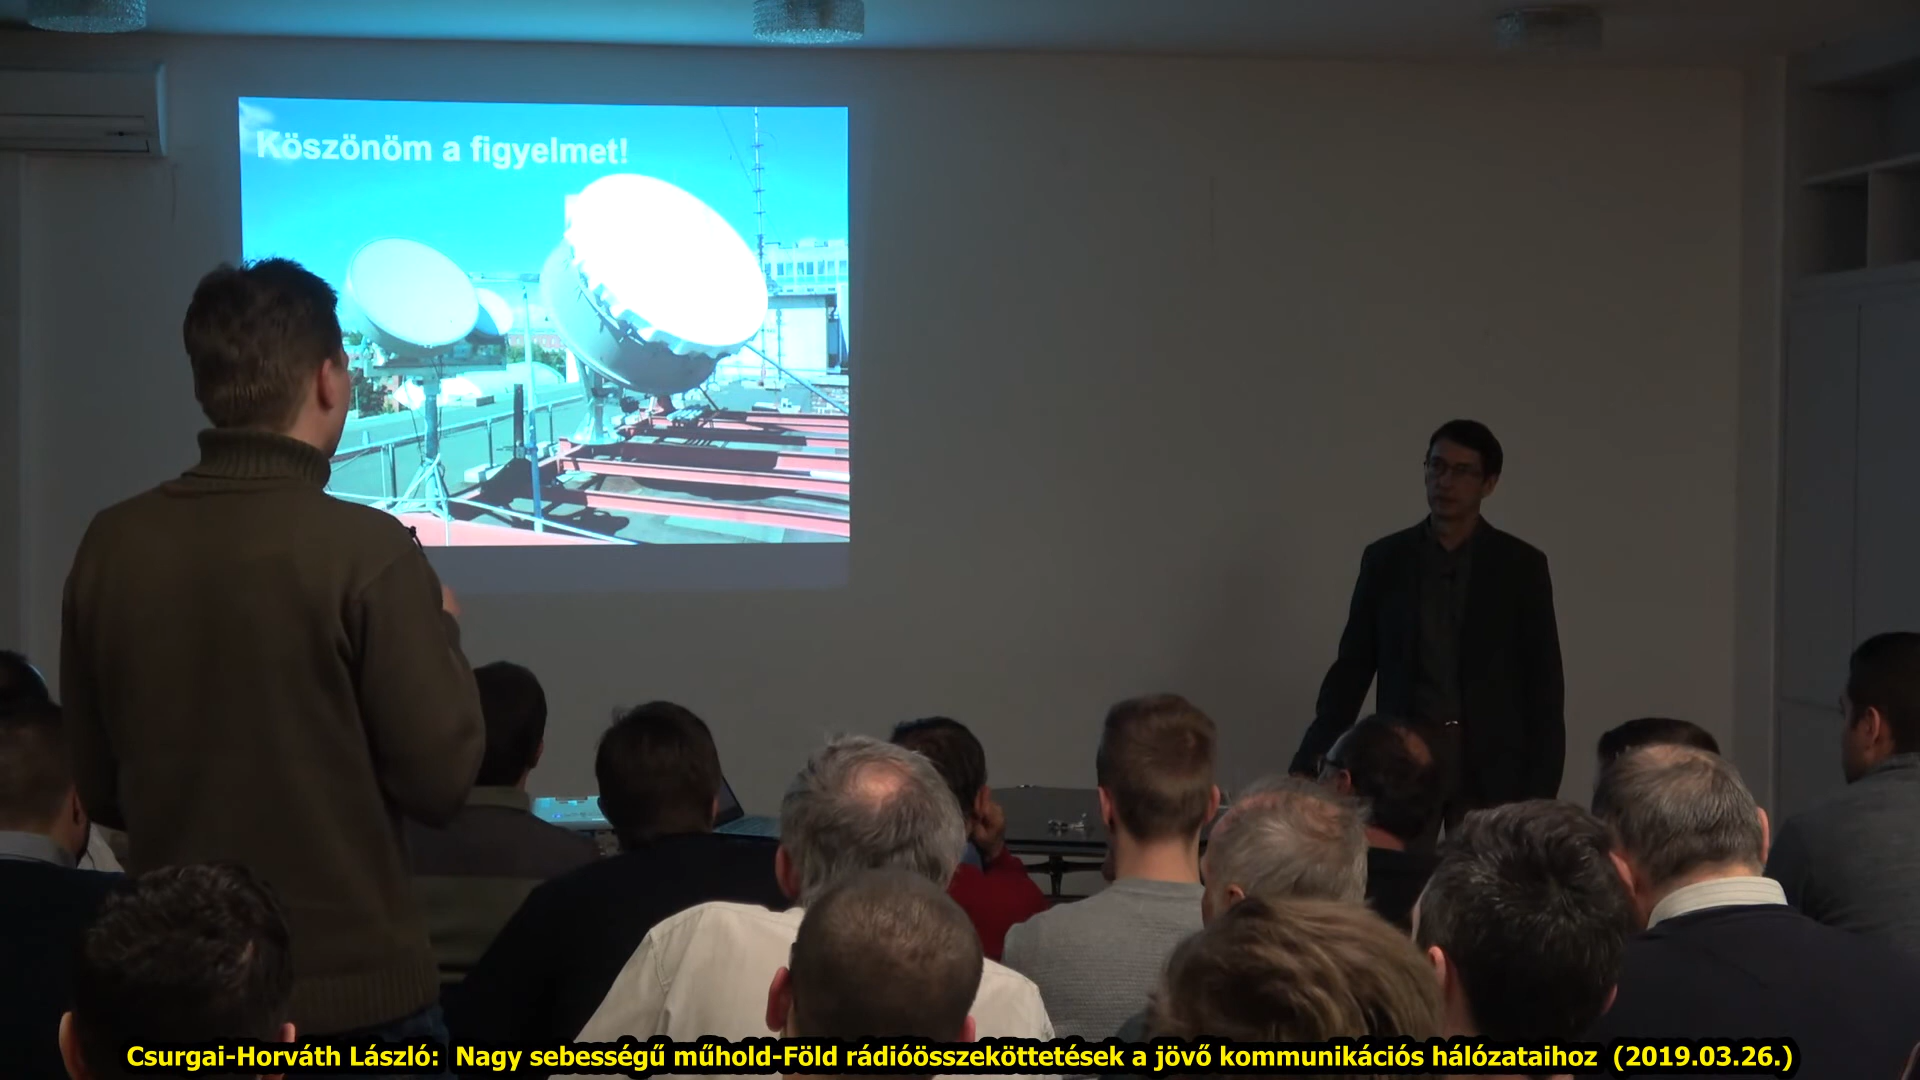 Köszönöm a figyelmet!
Csurgai-Horváth László: Nagy sebességű műhold-Föld rádióösszeköttetések a jövő kommunikációs hálózataihoz (2019.03.26.)